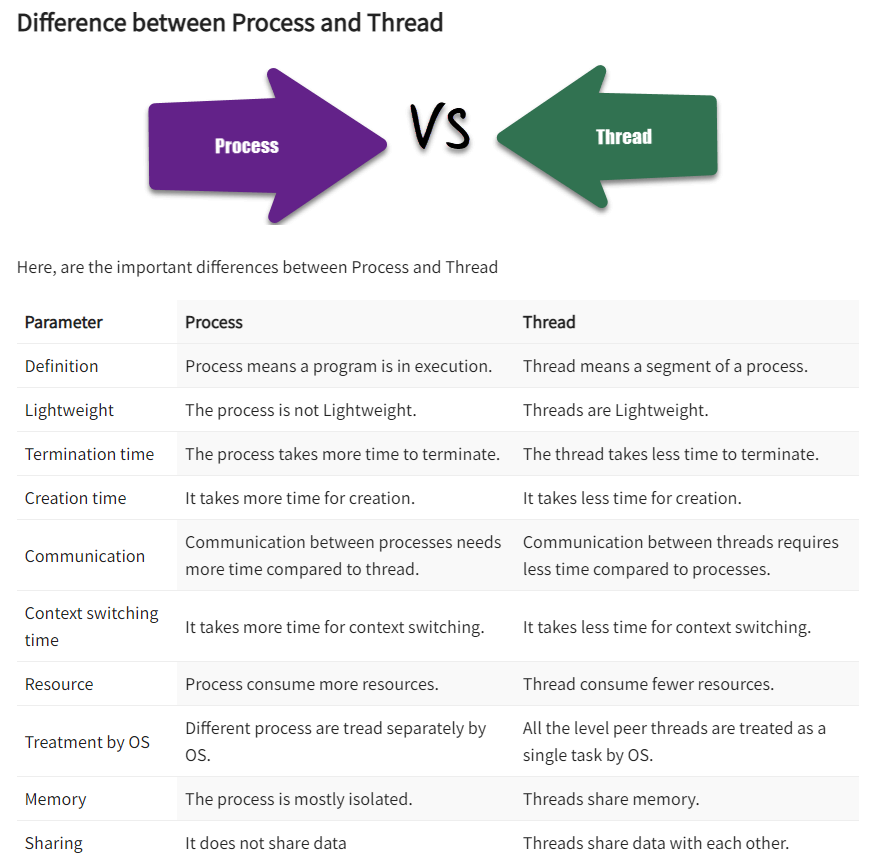 Difference between Process and Thread
Process
VS
Thread
Here, are the important differences between Process and Thread
Parameter Process Thread
Definition Process means a program is in execution. Thread means a segment of a process.
Lightweight The process is not Lightweight. Threads are Lightweight.
Termination time The process takes more time to terminate. The thread takes less time to terminate.
Creation time It takes more time for creation. It takes less time for creation.
Communication
Communication between processes needs
more time compared to thread.
Communication between threads requires
less time compared to processes.
Context switching
time
It takes more time for context switching. It takes less time for context switching.
Resource Process consume more resources. Thread consume fewer resources.
Treatment by OS
Different process are tread separately by
OS.
All the level peer threads are treated as a
single task by OS.
Memory The process is mostly isolated. Threads share memory.
Sharing It does not share data Threads share data with each other.